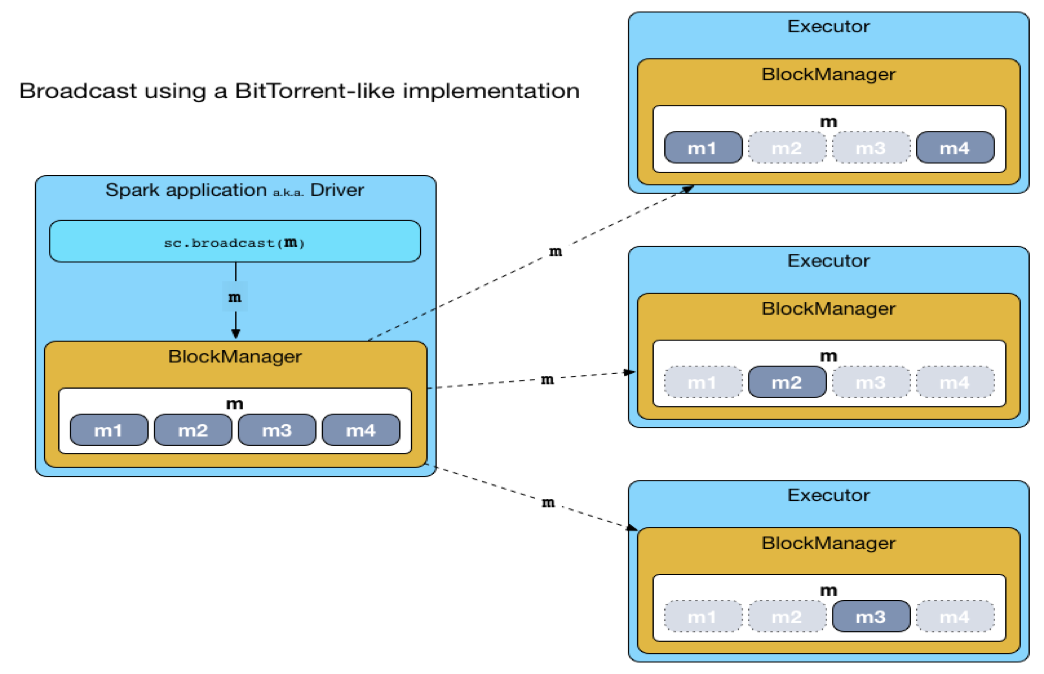 Broadcast using a BitTorrent-like implementation
Spark application a.k.a. Driver
sc.broadcast(m)
m
BlockManager
m
m1 m2 m3 m4
m
m
m
Executor
BlockManager
m
m1 m2 m3 m4
Executor
BlockManager
m
m1 m2 m3 m4
Executor
BlockManager
m
m1 m2 m3 m4